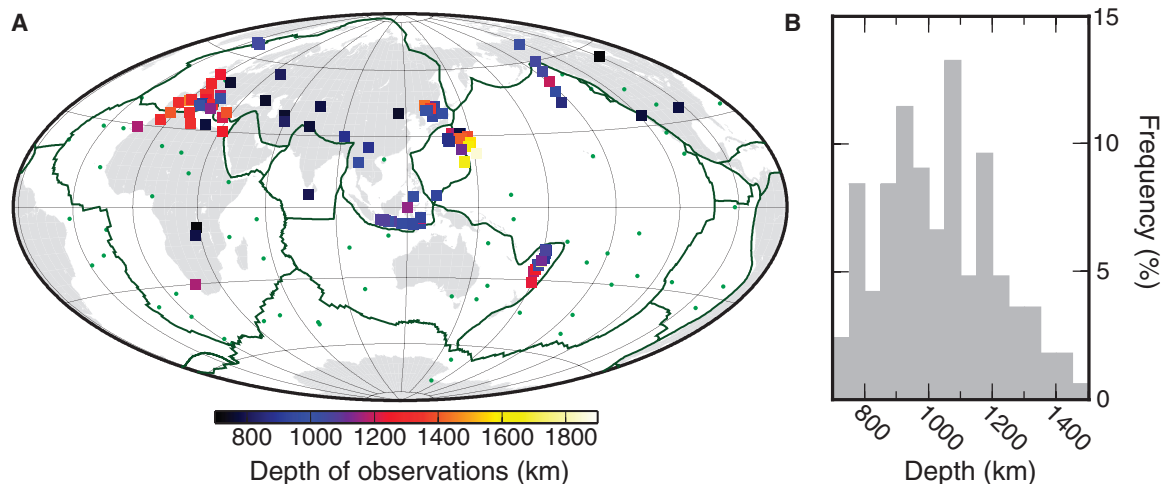 A
800 1000 1200 1400 1600 1800
Depth of observations (km)
B
15
10
5
0
Frequency (%)
800 1000 1200 1400
Depth (km)